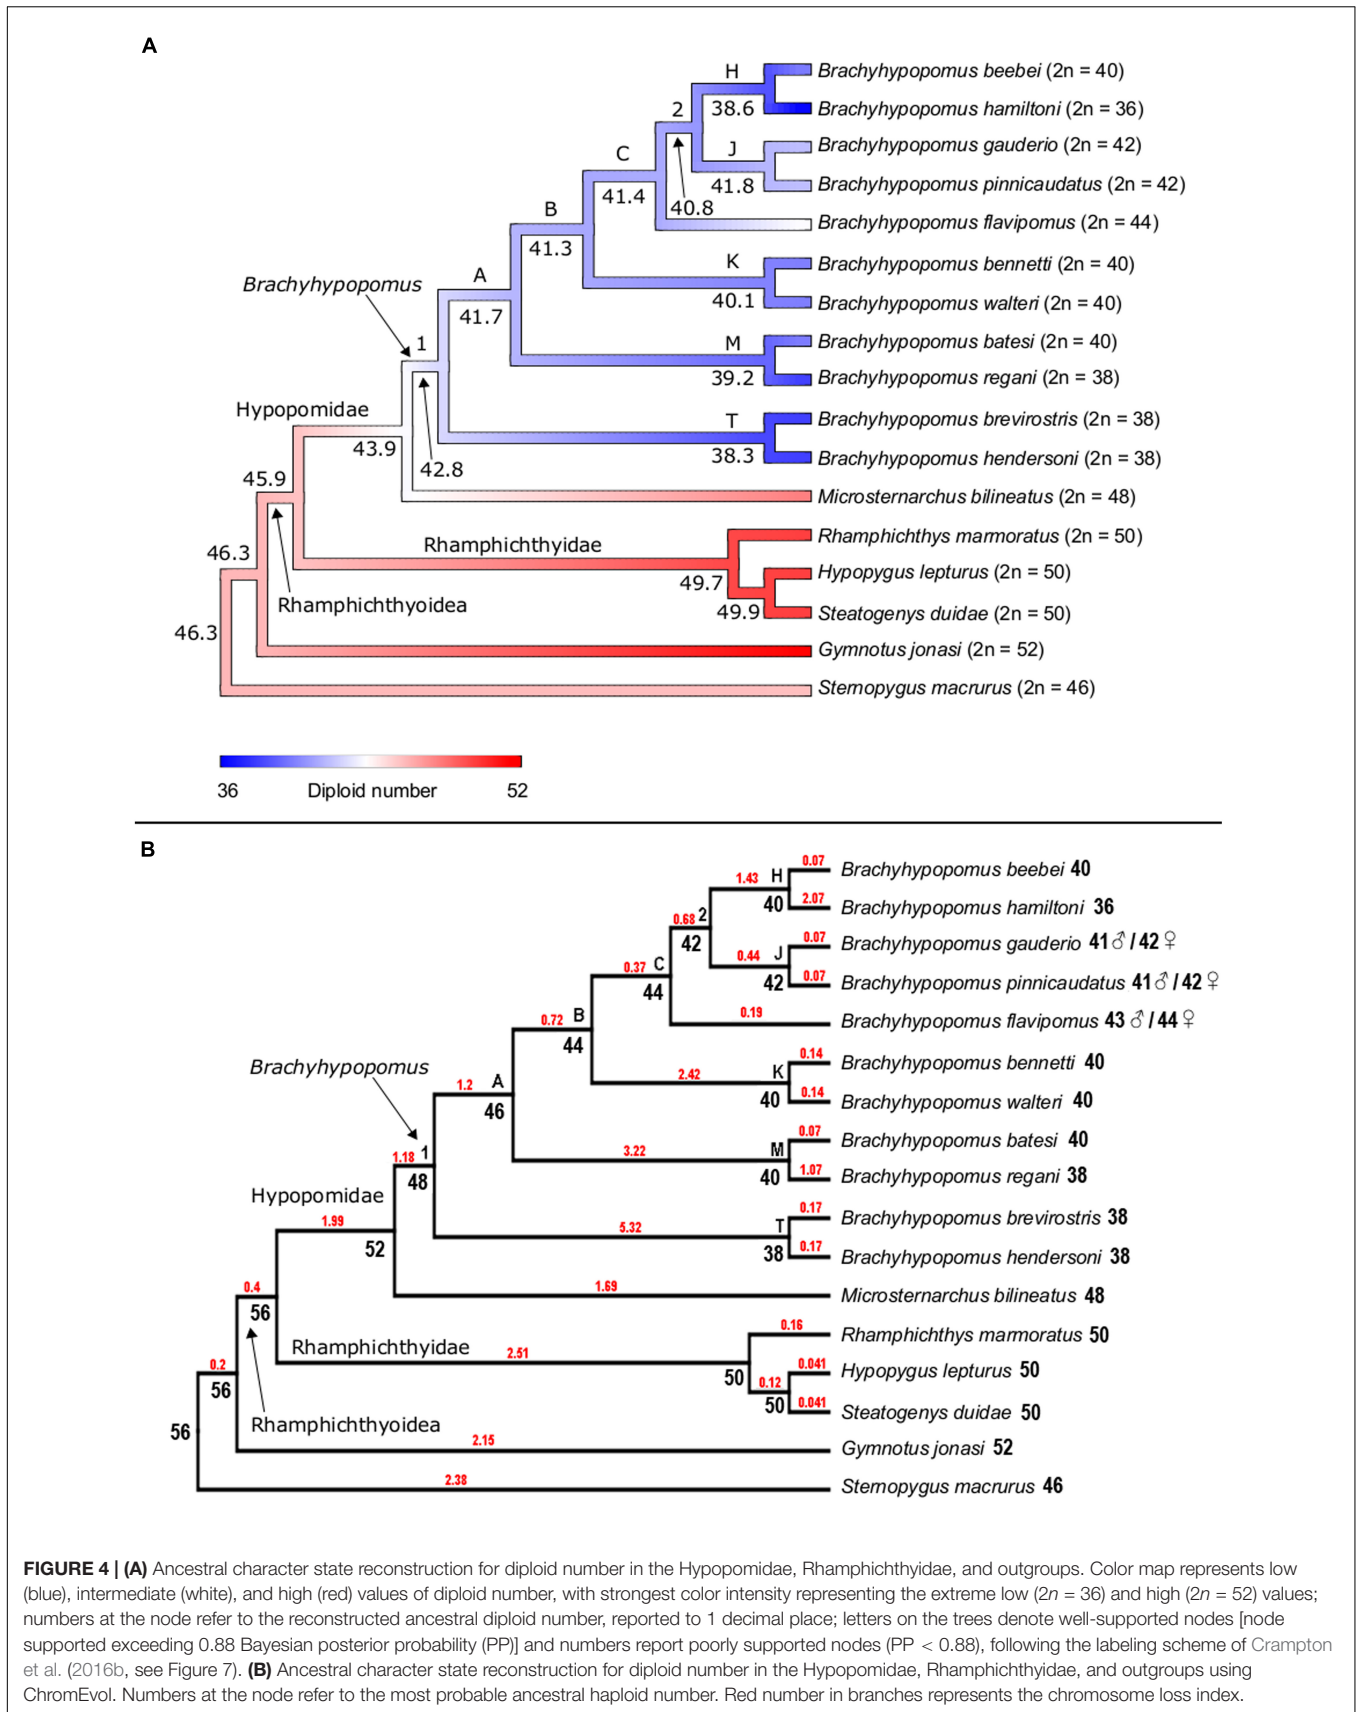 A
H
Brachyhypopomus beebei (2n = 40)
38.6
Brachyhypopomus hamiltoni (2n = 36)
2
J
Brachyhypopomus gauderio (2n = 42)
C
41.8
Brachyhypopomus pinnicaudatus (2n = 42)
41.4
40.8
B
Brachyhypopomus flavipomus (2n = 44)
41.3
K
Brachyhypopomus bennetti (2n = 40)
A
Brachyhypopomus
40.1
Brachyhypopomus walteri (2n = 40)
41.7
1
M
Brachyhypopomus batesi (2n = 40)
39.2
Brachyhypopomus regani (2n = 38)
Hypopomidae
T
Brachyhypopomus brevirostris (2n = 38)
43.9
38.3
Brachyhypopomus hendersoni (2n = 38)
42.8
45.9
Microsternarchus bilineatus (2n = 48)
Rhamphichthyidae
Rhamphichthys marmoratus (2n = 50)
46.3
49.7
Hypopygus lepturus (2n = 50)
Rhamphichthyoidea
49.9
Steatogenys duidae (2n = 50)
46.3
Gymnotus jonasi (2n = 52)
Sternopygus macrurus (2n = 46)
36 Diploid number 52
B
0.07
1.43 H
Brachyhypopomus beebei 40
40
2.07
Brachyhypopomus hamiltoni 36
0.68 2
42
0.07
0.44 J
Brachyhypopomus gauderio 41♂/42♀
0.37 C
42
0.07
Brachyhypopomus pinnicaudatus 41♂/42♀
44
0.72 B
0.19
Brachyhypopomus flavipomus 43♂/44♀
44
0.14
2.42 K
Brachyhypopomus bennetti 40
Brachyhypopomus
1.2 A
40
0.14
Brachyhypopomus walteri 40
46
0.07
3.22 M
Brachyhypopomus batesi 40
1.18 1
40
1.07
Brachyhypopomus regani 38
48
Hypopomidae
1.99
0.17
5.32 T
Brachyhypopomus brevirostris 38
52
38
0.17
Brachyhypopomus hendersoni 38
0.4
1.69
Microsternarchus bilineatus 48
56
Rhamphichthyidae
2.51
0.16
Rhamphichthys marmoratus 50
0.2
50
0.12
0.041
Hypopygus lepturus 50
56
50
0.041
Steatogenys duidae 50
Rhamphichthyoidea
56
2.15
Gymnotus jonasi 52
2.38
Sternopygus macrurus 46
FIGURE 4 | (A) Ancestral character state reconstruction for diploid number in the Hypopomidae, Rhamphichthyidae, and outgroups. Color map represents low
(blue), intermediate (white), and high (red) values of diploid number, with strongest color intensity representing the extreme low (2n = 36) and high (2n = 52) values;
numbers at the node refer to the reconstructed ancestral diploid number, reported to 1 decimal place; letters on the trees denote well-supported nodes [node
supported exceeding 0.88 Bayesian posterior probability (PP)] and numbers report poorly supported nodes (PP < 0.88), following the labeling scheme of Crampton
et al. (2016b, see Figure 7). (B) Ancestral character state reconstruction for diploid number in the Hypopomidae, Rhamphichthyidae, and outgroups using
ChromEvol. Numbers at the node refer to the most probable ancestral haploid number. Red number in branches represents the chromosome loss index.